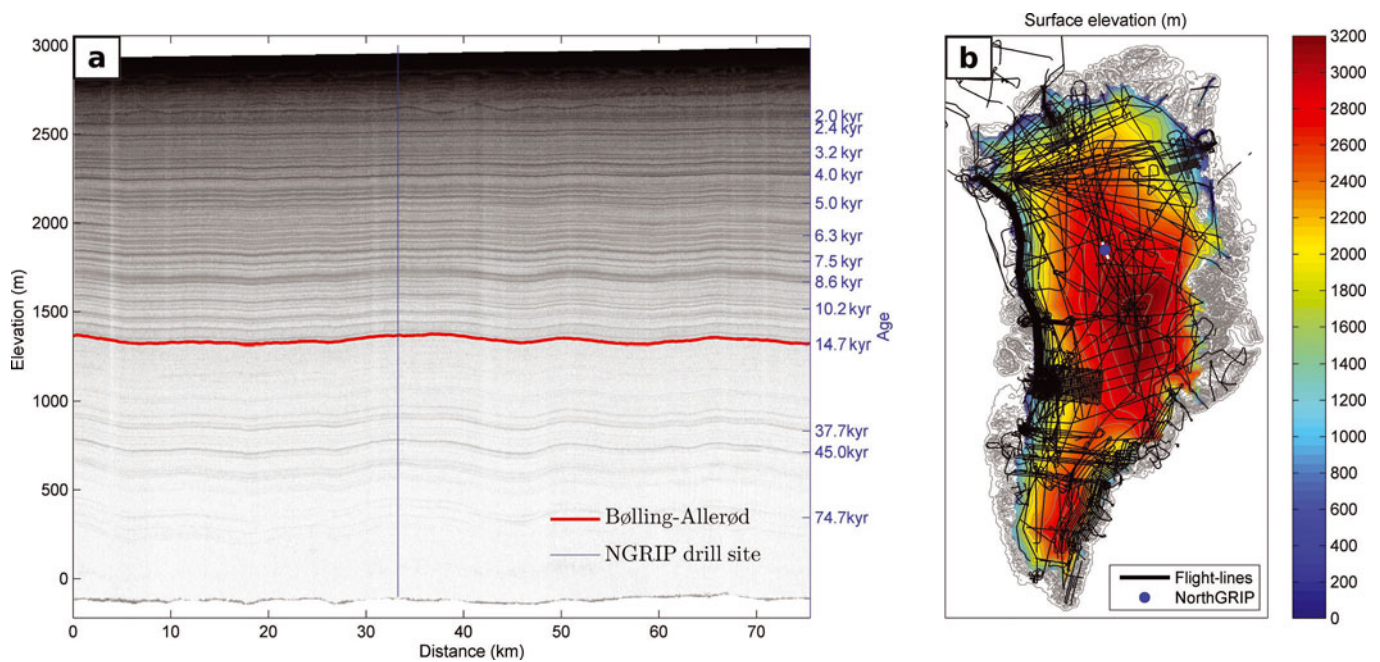 a
3000
2500
2000
1500
1000
500
0
Elevation (m)
0 10 20 30 40 50 60 70
Distance (km)
2.0 kyr
2.4 kyr
3.2 kyr
4.0 kyr
5.0 kyr
6.3 kyr
7.5 kyr
8.6 kyr
10.2 kyr
14.7 kyr
37.7kyr
45.0kyr
74.7kyr
Age
Bølling-Allerød
NGRIP drill site
Surface elevation (m)
b
Flight-lines
NorthGRIP
3200
3000
2800
2600
2400
2200
2000
1800
1600
1400
1200
1000
800
600
400
200
0